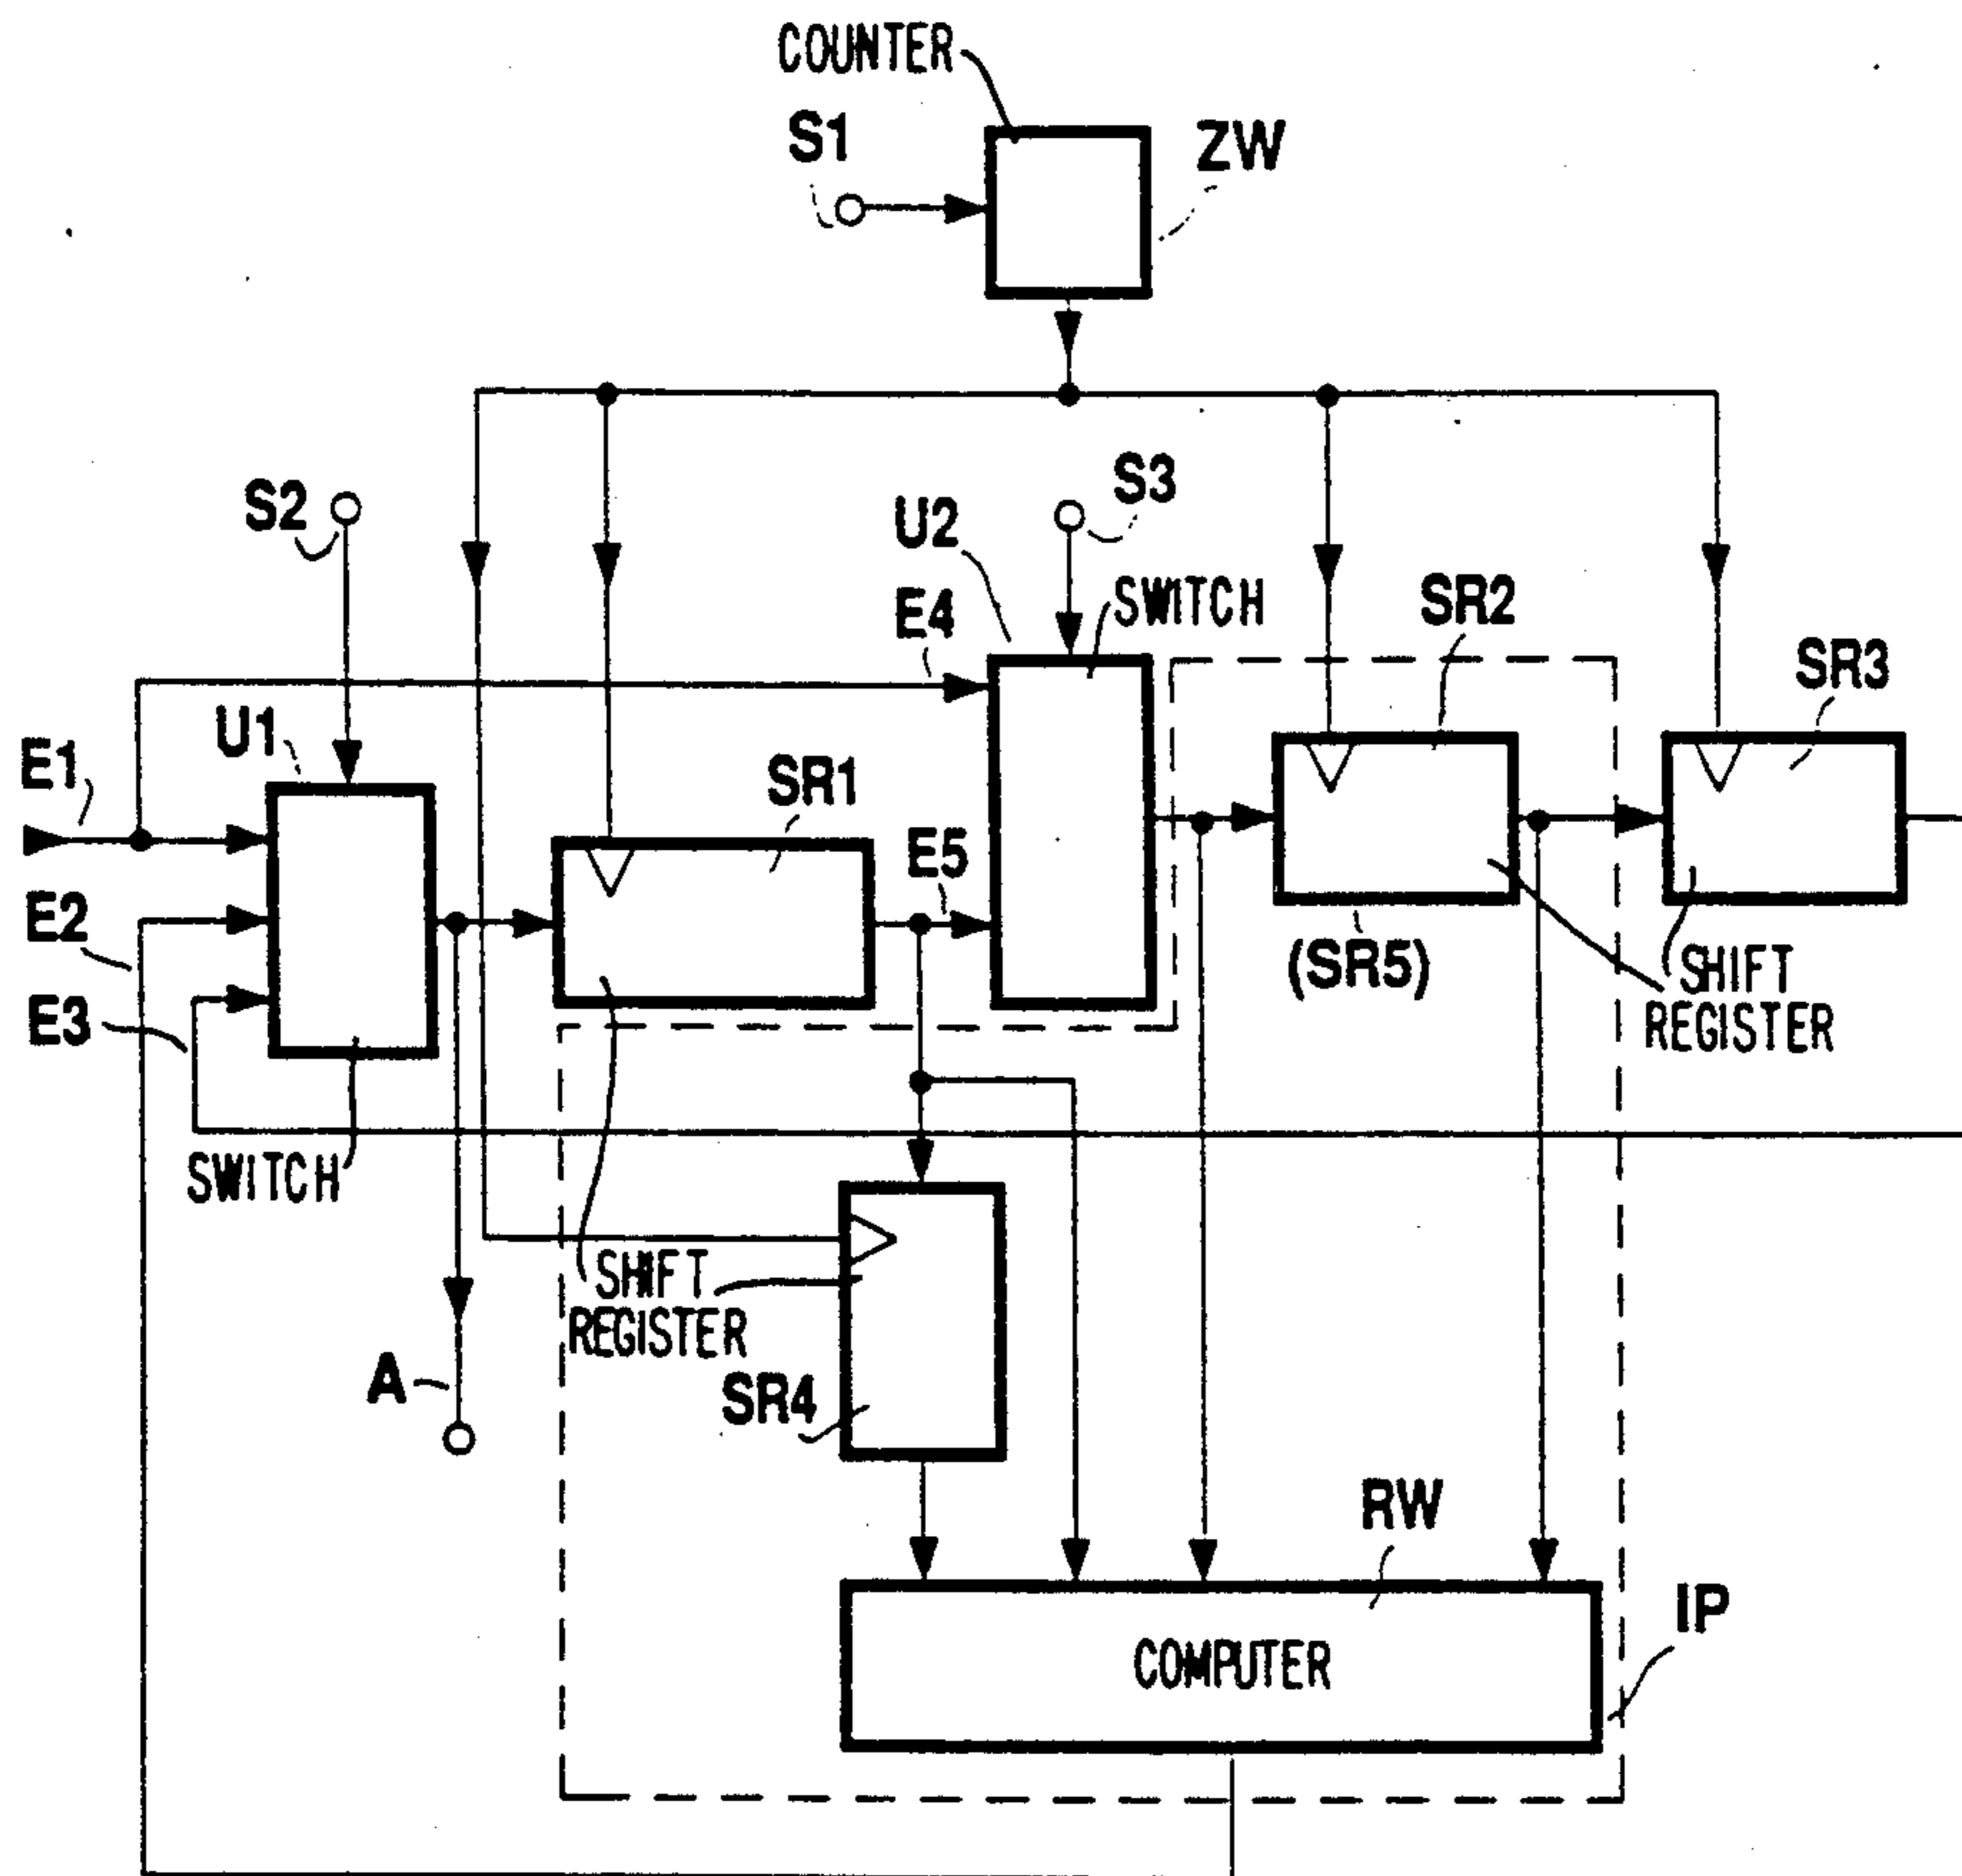 COUNTER
S1
ZW
S2
S3
U2
E4
SWITCH
SR2
SR3
U1
E1
SR1
E5
E2
(SR5)
SHIFT
REGISTER
E3
SWITCH
SHIFT
REGISTER
A
SR4
RW
IP
COMPUTER